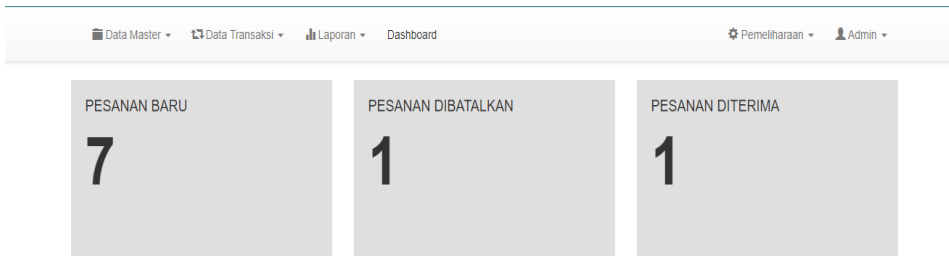 Data Master Data Transaksi Laporan Dashboard Pemeliharaan Admin
PESANAN BARU PESANAN DIBATALKAN PESANAN DITERIMA
7 1 1